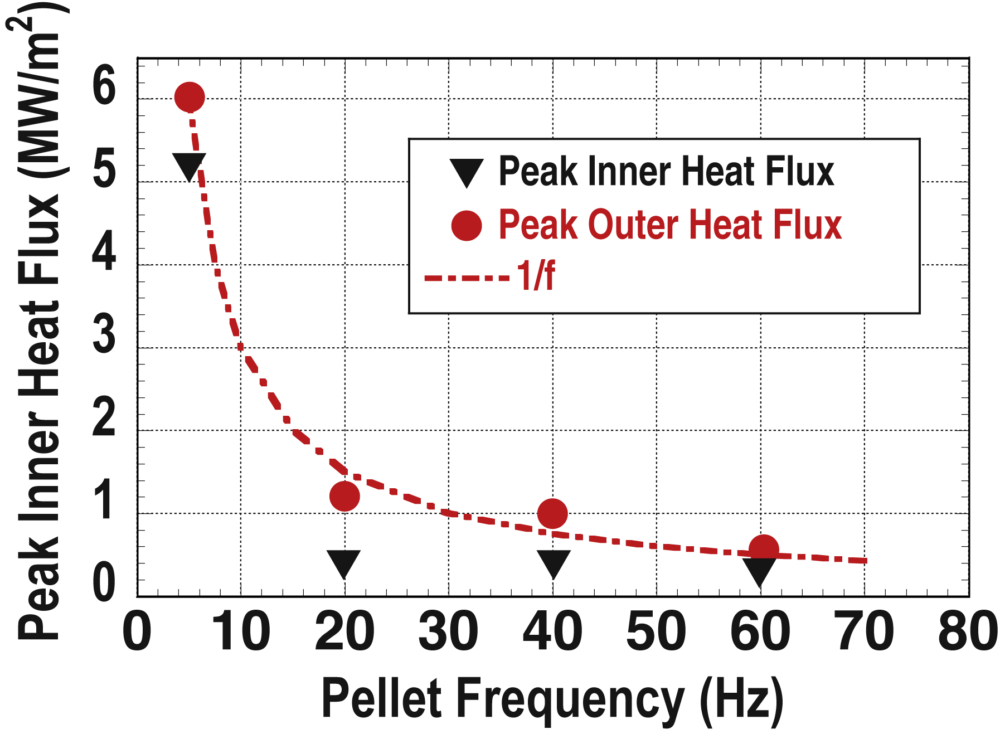 Peak Inner Heat Flux (MW/m²)
6
5
4
3
2
1
0
Peak Inner Heat Flux
Peak Outer Heat Flux
1/f
0 10 20 30 40 50 60 70 80
Pellet Frequency (Hz)